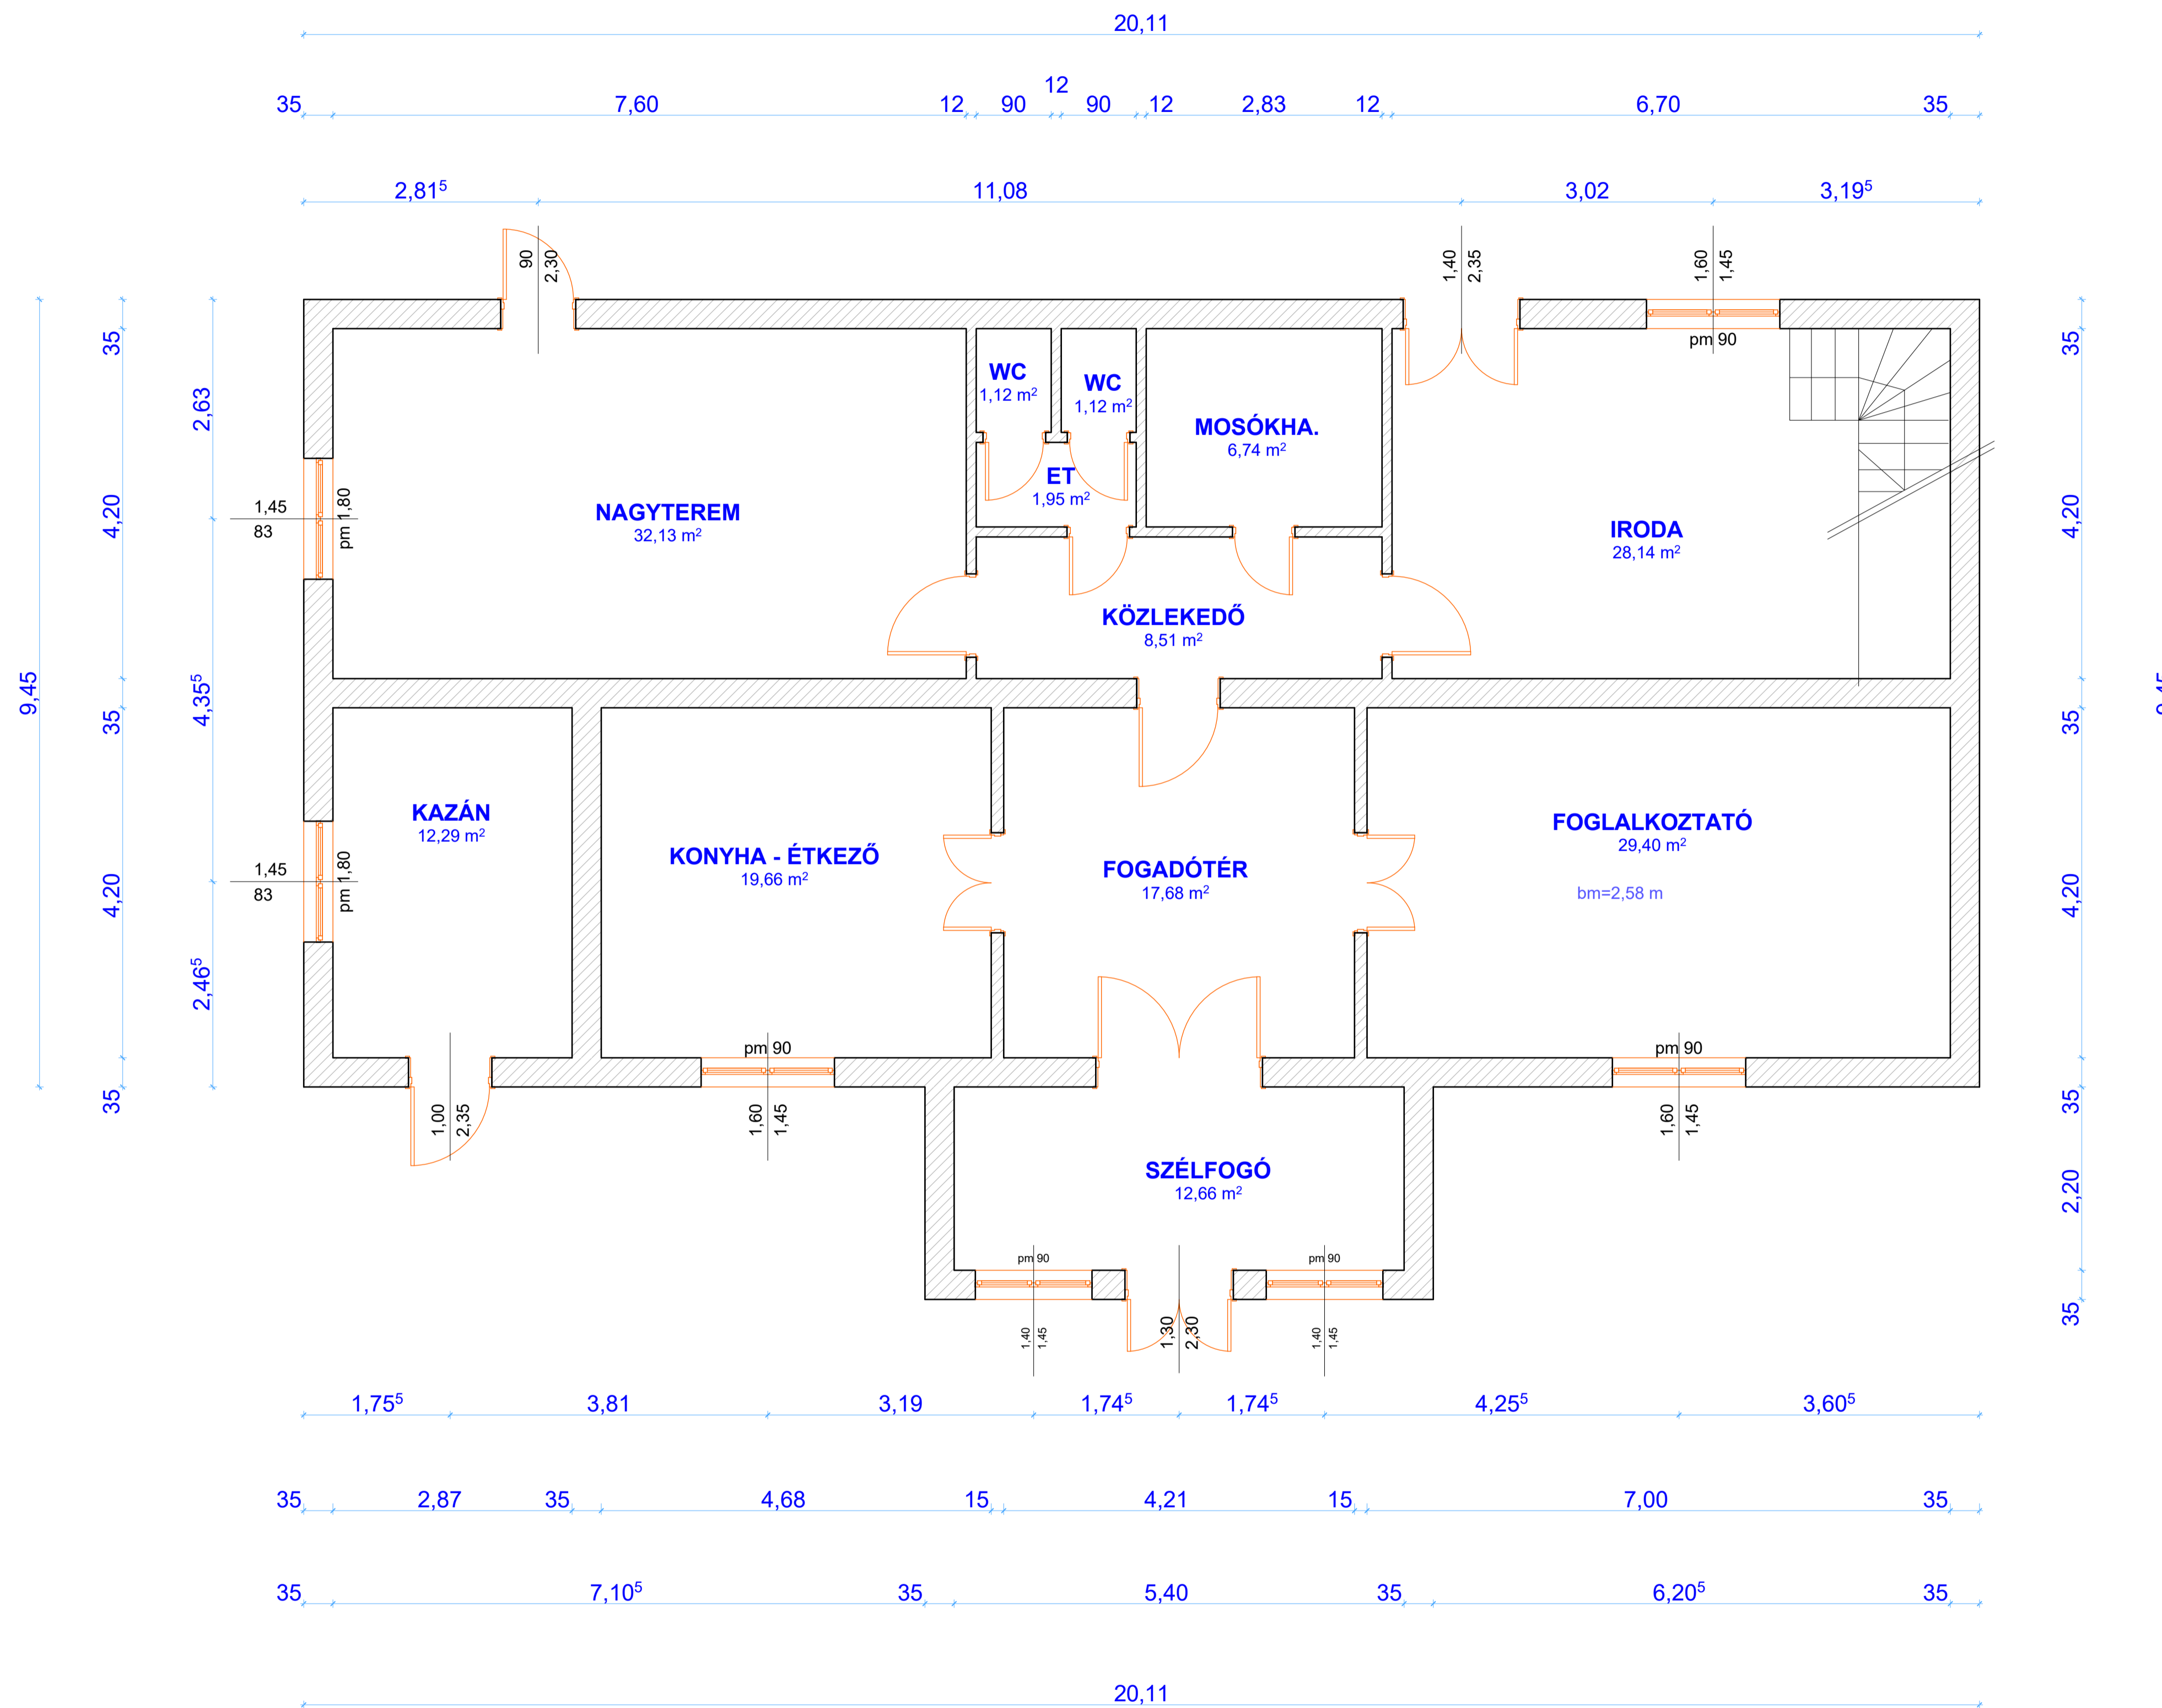 20,11
12
35 7,60 12 90 90 12 2,83 12 6,70 35
2,81⁵ 11,08 3,02 3,19⁵
90
2,30
1,40
2,35
1,60
1,45
pm 90
35
4,20
35
4,20
35
9,45
2,63
4,35⁵
2,46⁵
1,45
83
pm 1,80
1,45
83
pm 1,80
WC
1,12 m²
WC
1,12 m²
MOSÓKHA.
6,74 m²
ET
1,95 m²
NAGYTEREM
32,13 m²
IRODA
28,14 m²
KÖZLEKEDŐ
8,51 m²
KAZÁN
12,29 m²
KONYHA - ÉTKEZŐ
19,66 m²
FOGADÓTÉR
17,68 m²
FOGLALKOZTATÓ
29,40 m²
bm=2,58 m
pm 90
pm 90
1,00
2,35
1,60
1,45
1,60
1,45
SZÉLFOGÓ
12,66 m²
pm 90
pm 90
1,40
1,45
1,30
2,30
1,40
1,45
35
4,20
35
4,20
35
2,20
35
1,75⁵ 3,81 3,19 1,74⁵ 1,74⁵ 4,25⁵ 3,60⁵
35 2,87 35 4,68 15 4,21 15 7,00 35
35 7,10⁵ 35 5,40 35 6,20⁵ 35
20,11